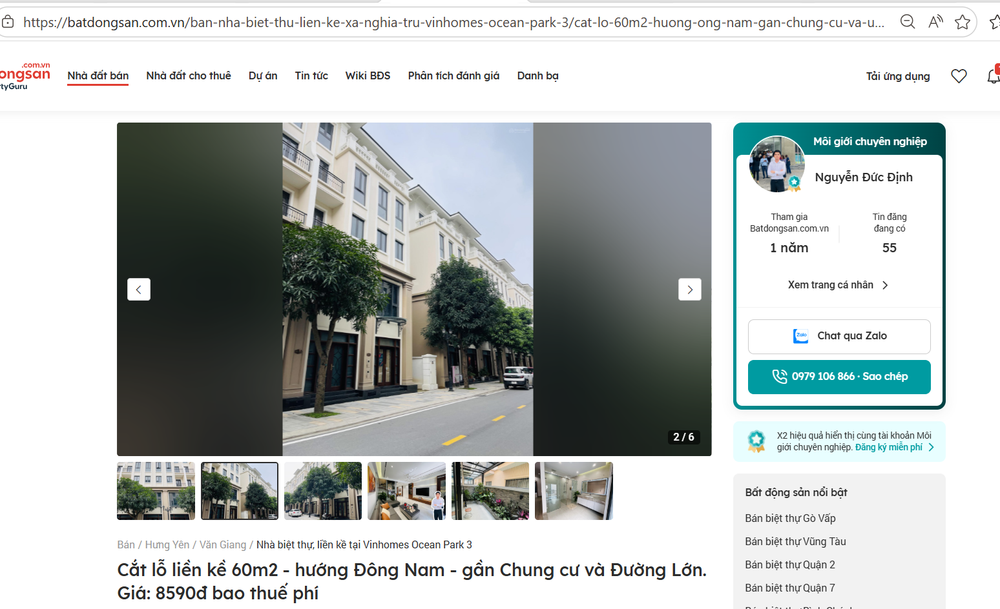 https://batdongsan.com.vn/ban-nha-biet-thu-lien-ke-xa-nghia-tru-vinhomes-ocean-park-3/cat-lo-60m2-huong-ong-nam-gan-chung-cu-va-u...
.com.vn
ongsan
rtyGuru
Nhà đất bán Nhà đất cho thuê Dự án Tin tức Wiki BĐS Phân tích đánh giá Danh bạ Tải ứng dụng
Môi giới chuyên nghiệp
Nguyễn Đức Định
Tham gia
Batdongsan.com.vn
1 năm
Tin đăng
đang có
55
Xem trang cá nhân
Zalo Chat qua Zalo
0979 106 866 · Sao chép
2 / 6
X2 hiệu quả hiển thị cùng tài khoản Môi
giới chuyên nghiệp. Đăng ký miễn phí
Bất động sản nổi bật
Bán biệt thự Gò Vấp
Bán biệt thự Vũng Tàu
Bán biệt thự Quận 2
Bán biệt thự Quận 7
Bán / Hưng Yên / Văn Giang / Nhà biệt thự, liền kề tại Vinhomes Ocean Park 3
Cắt lỗ liền kề 60m2 - hướng Đông Nam - gần Chung cư và Đường Lớn.
Giá: 8590đ bao thuế phí